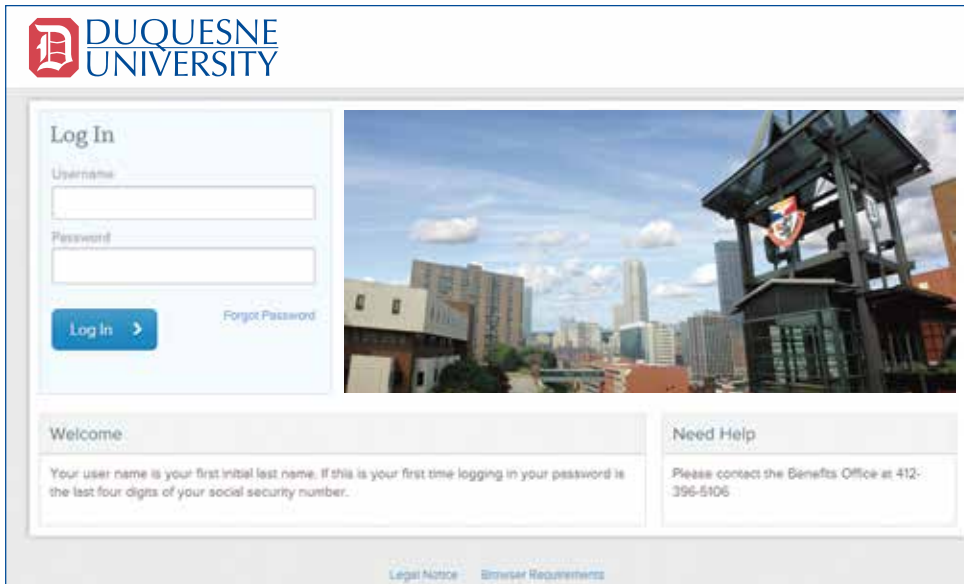 DUQUESNE
UNIVERSITY
Log In
Username
Password
Log In
Forgot Password
Welcome
Your user name is your first initial last name. If this is your first time logging in your password is
the last four digits of your social security number.
Need Help
Please contact the Benefits Office at 412-
396-5106
Legal Notice Browser Requirements